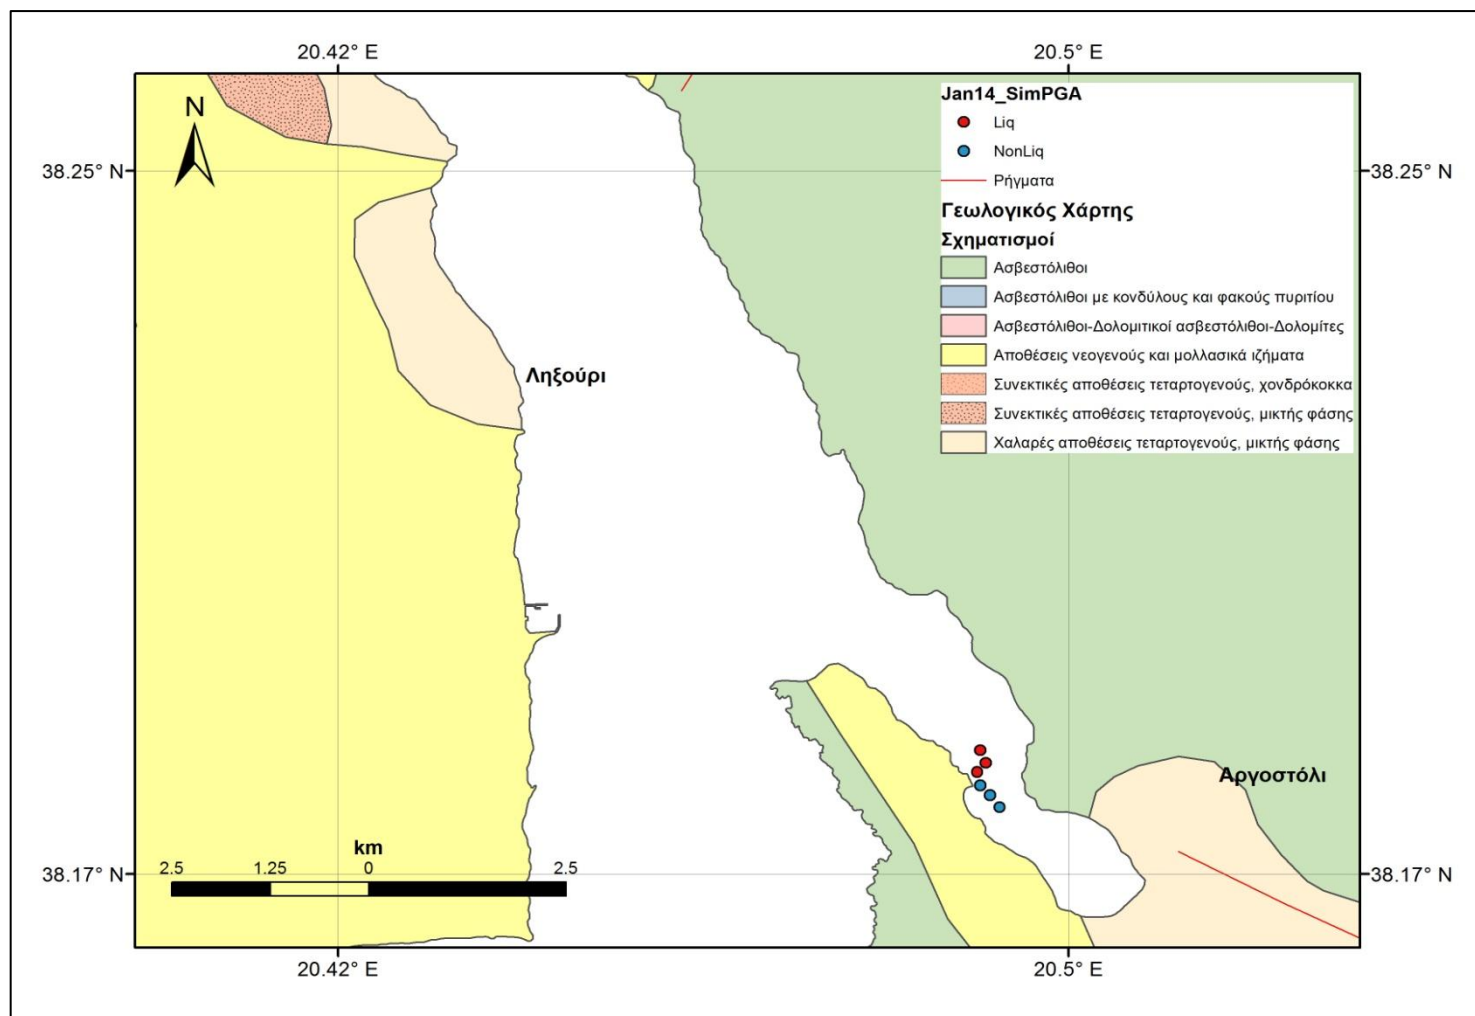 20.42° E
20.5° E
N
38.25° N
38.25° N
Jan14_SimPGA
Liq
NonLiq
Ρήγματα
Γεωλογικός Χάρτης
Σχηματισμοί
Ασβεστόλιθοι
Ασβεστόλιθοι με κονδύλους και φακούς πυριτίου
Ασβεστόλιθοι-Δολομιτικοί ασβεστόλιθοι-Δολομίτες
Αποθέσεις νεογενούς και μολλασικά ιζήματα
Συνεκτικές αποθέσεις τεταρτογενούς, χονδρόκοκκα
Συνεκτικές αποθέσεις τεταρτογενούς, μικτής φάσης
Χαλαρές αποθέσεις τεταρτογενούς, μικτής φάσης
Ληξούρι
Αργοστόλι
km
2.5 1.25 0 2.5
38.17° N
38.17° N
20.42° E
20.5° E